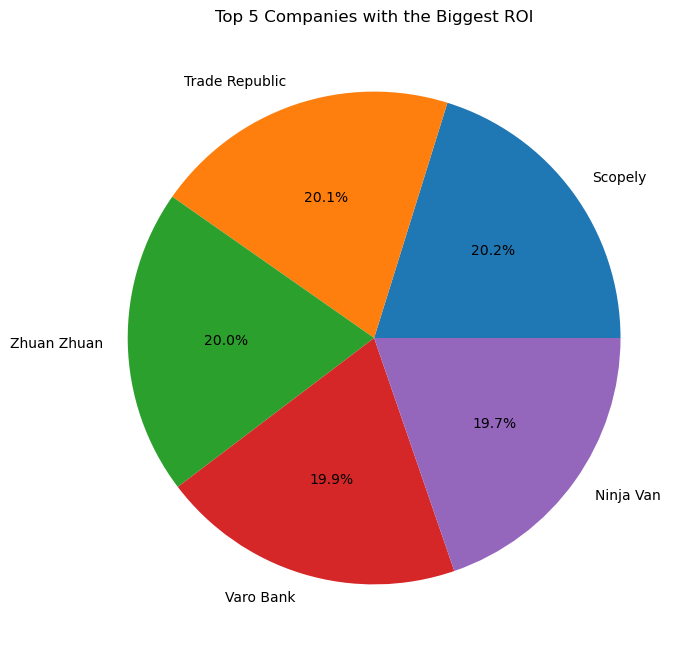 Top 5 Companies with the Biggest ROI
Trade Republic
Scopely
20.1%
20.2%
Zhuan Zhuan
20.0%
19.7%
19.9%
Ninja Van
Varo Bank